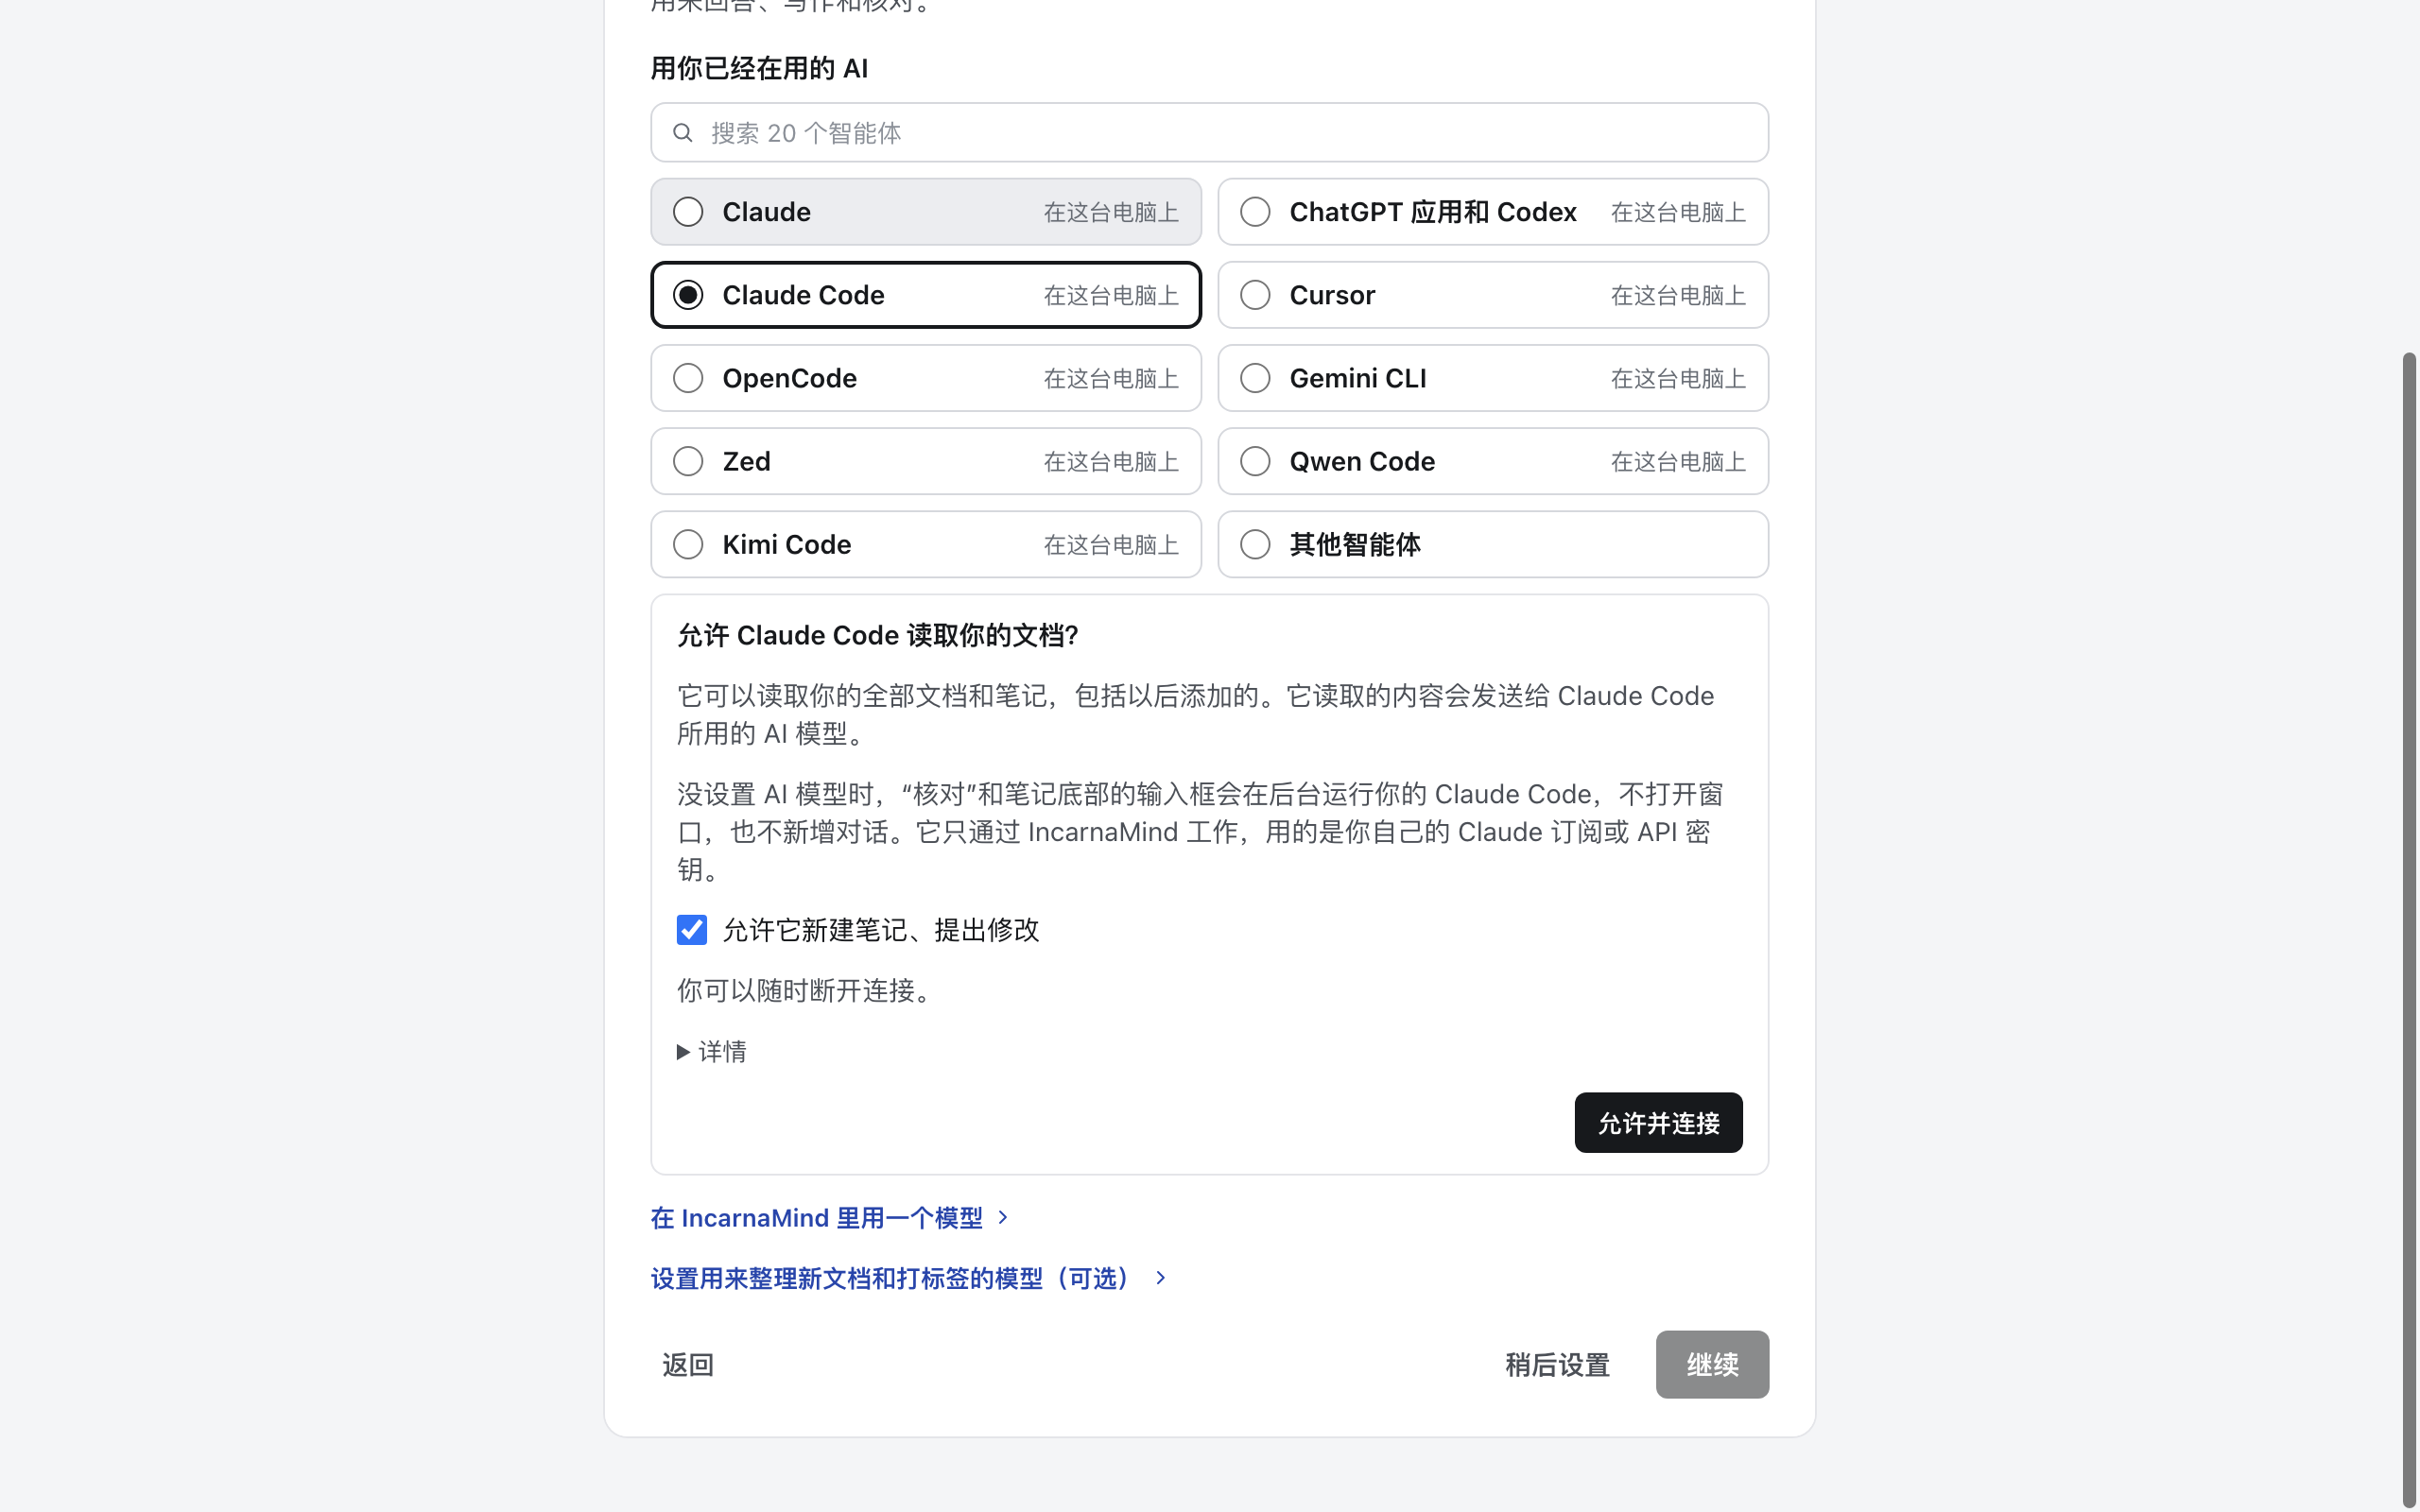 用来回答、写作和核对。
用你已经在用的 AI
搜索 20 个智能体
Claude 在这台电脑上
ChatGPT 应用和 Codex 在这台电脑上
Claude Code 在这台电脑上
Cursor 在这台电脑上
OpenCode 在这台电脑上
Gemini CLI 在这台电脑上
Zed 在这台电脑上
Qwen Code 在这台电脑上
Kimi Code 在这台电脑上
其他智能体
允许 Claude Code 读取你的文档?
它可以读取你的全部文档和笔记，包括以后添加的。它读取的内容会发送给 Claude Code
所用的 AI 模型。
没设置 AI 模型时，“核对”和笔记底部的输入框会在后台运行你的 Claude Code，不打开窗
口，也不新增对话。它只通过 IncarnaMind 工作，用的是你自己的 Claude 订阅或 API 密
钥。
允许它新建笔记、提出修改
你可以随时断开连接。
详情
允许并连接
在 IncarnaMind 里用一个模型
设置用来整理新文档和打标签的模型（可选）
返回
稍后设置
继续